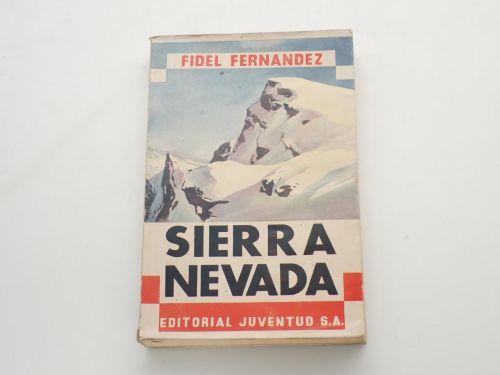 FIDEL FERNANDEZ
SIERRA
NEVADA
EDITORIAL JUVENTUD S.A.